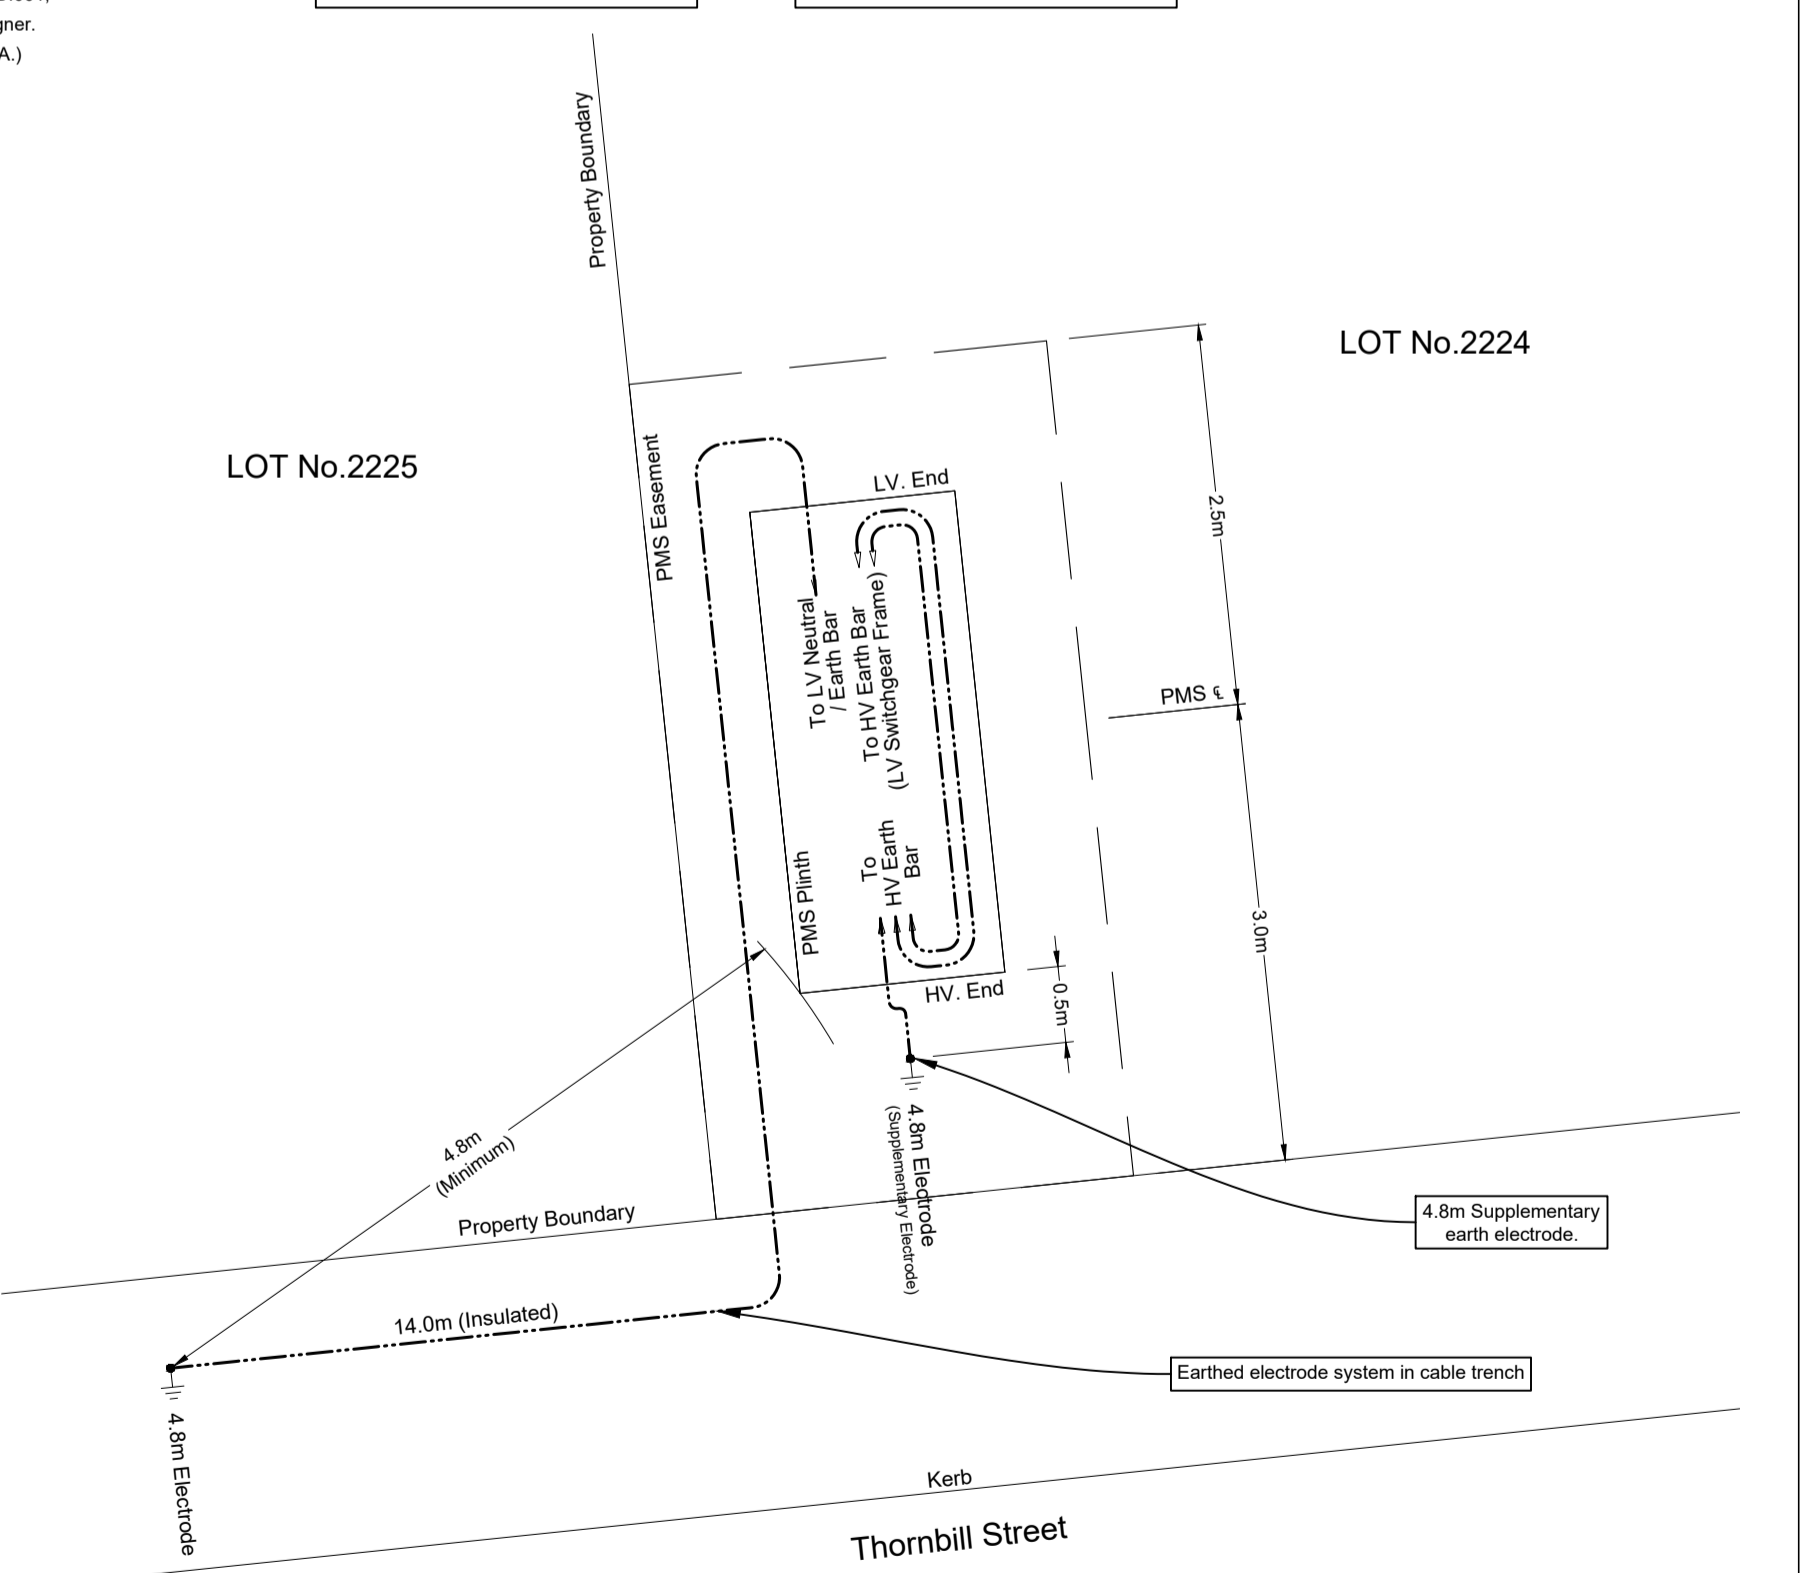 gner.
A.)
Property Boundary
LOT No.2224
LOT No.2225
PMS Easement
LV. End
2.5m
To LV Neutral
/ Earth Bar
To HV Earth Bar
(LV Switchgear Frame)
PMS ℄
To
HV Earth
Bar
PMS Plinth
3.0m
HV. End
0.5m
4.8m
(Minimum)
4.8m Electrode
(Supplementary Electrode)
Property Boundary
4.8m Supplementary
earth electrode.
14.0m (Insulated)
Earthed electrode system in cable trench
4.8m Electrode
Kerb
Thornbill Street